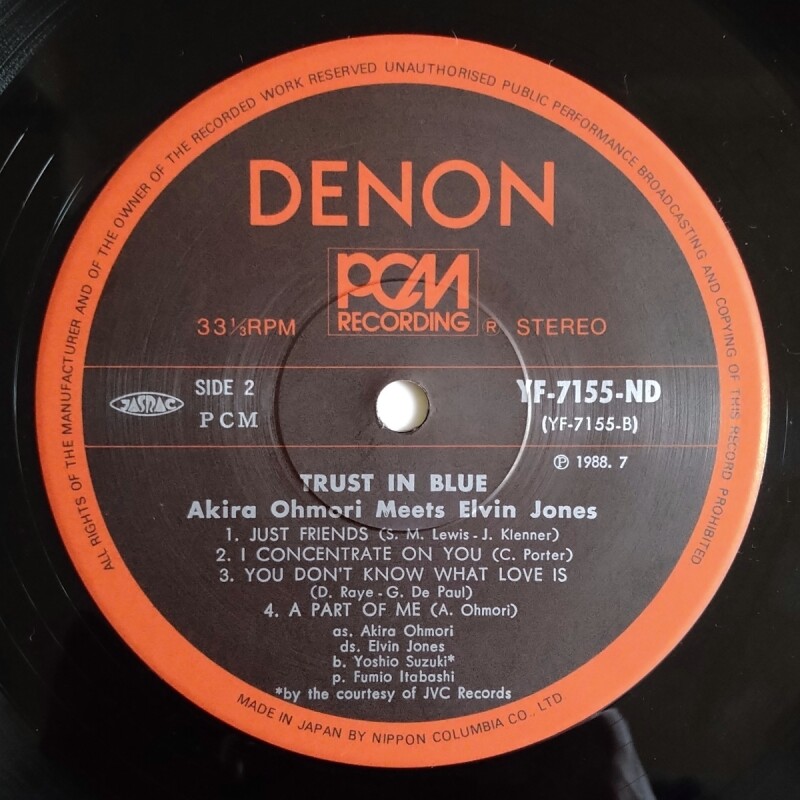 ALL RIGHTS OF THE MANUFACTURER AND OF THE OWNER OF THE RECORDED WORK RESERVED UNAUTHORISED PUBLIC PERFORMANCE BROADCASTING AND COPYING OF THIS RECORD PROHIBITED
DENON
PCM
RECORDING
33⅓RPM ® STEREO
JASRAC
SIDE 2
PCM
YF-7155-ND
(YF-7155-B)
℗ 1988. 7
TRUST IN BLUE
Akira Ohmori Meets Elvin Jones
1. JUST FRIENDS (S. M. Lewis - J. Klenner)
2. I CONCENTRATE ON YOU (C. Porter)
3. YOU DON'T KNOW WHAT LOVE IS
(D. Raye - G. De Paul)
4. A PART OF ME (A. Ohmori)
as. Akira Ohmori
ds. Elvin Jones
b. Yoshio Suzuki*
p. Fumio Itabashi
*by the courtesy of JVC Records
MADE IN JAPAN BY NIPPON COLUMBIA CO., LTD